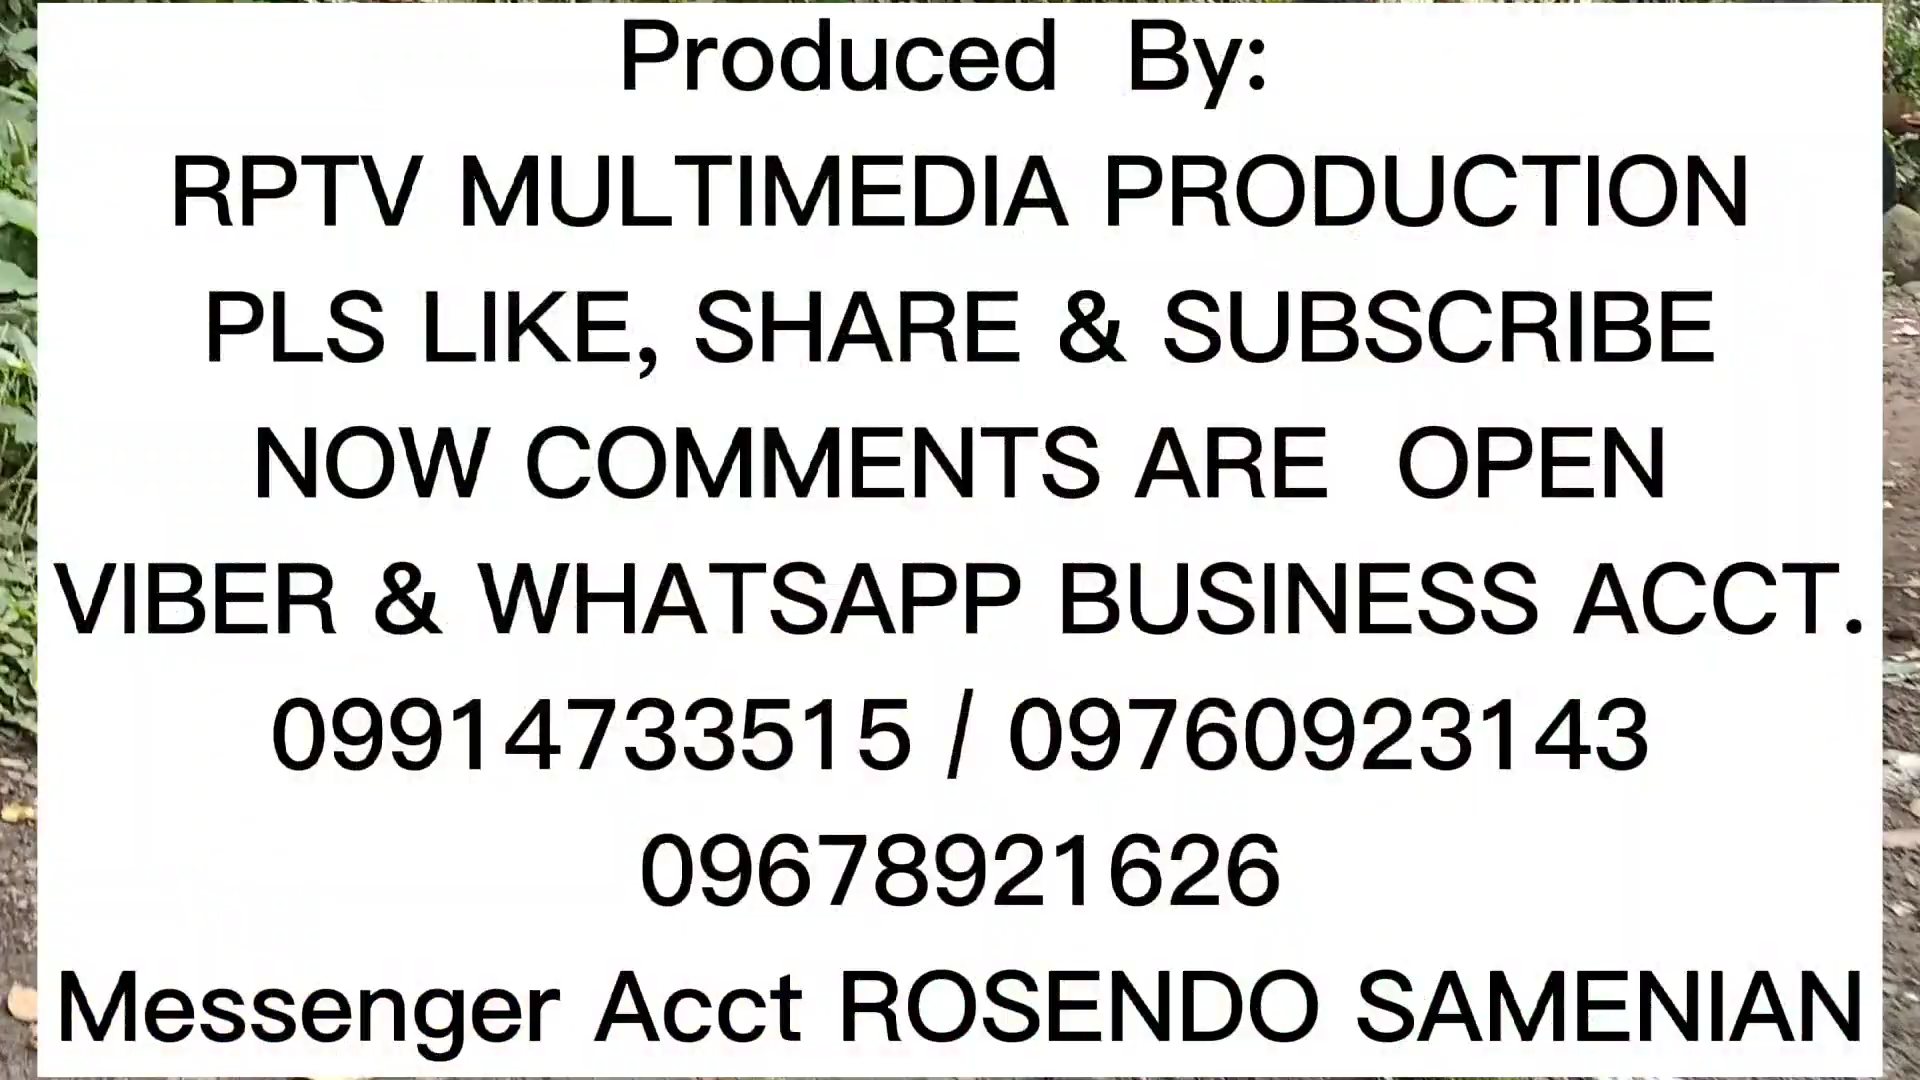 Produced  By:
RPTV MULTIMEDIA PRODUCTION
PLS LIKE, SHARE & SUBSCRIBE
NOW COMMENTS ARE  OPEN
VIBER & WHATSAPP BUSINESS ACCT.
09914733515 / 09760923143
09678921626
Messenger Acct ROSENDO SAMENIAN